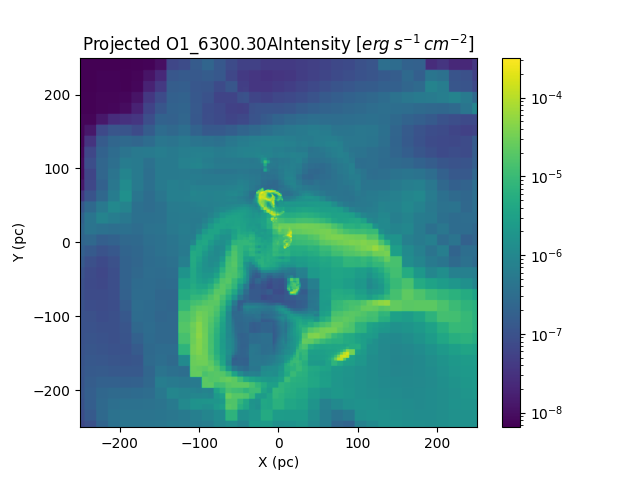 Projected O1_6300.30AIntensity [erg s⁻¹ cm⁻²]
200
100
0
−100
−200
Y (pc)
−200 −100 0 100 200
X (pc)
10⁻⁴
10⁻⁵
10⁻⁶
10⁻⁷
10⁻⁸